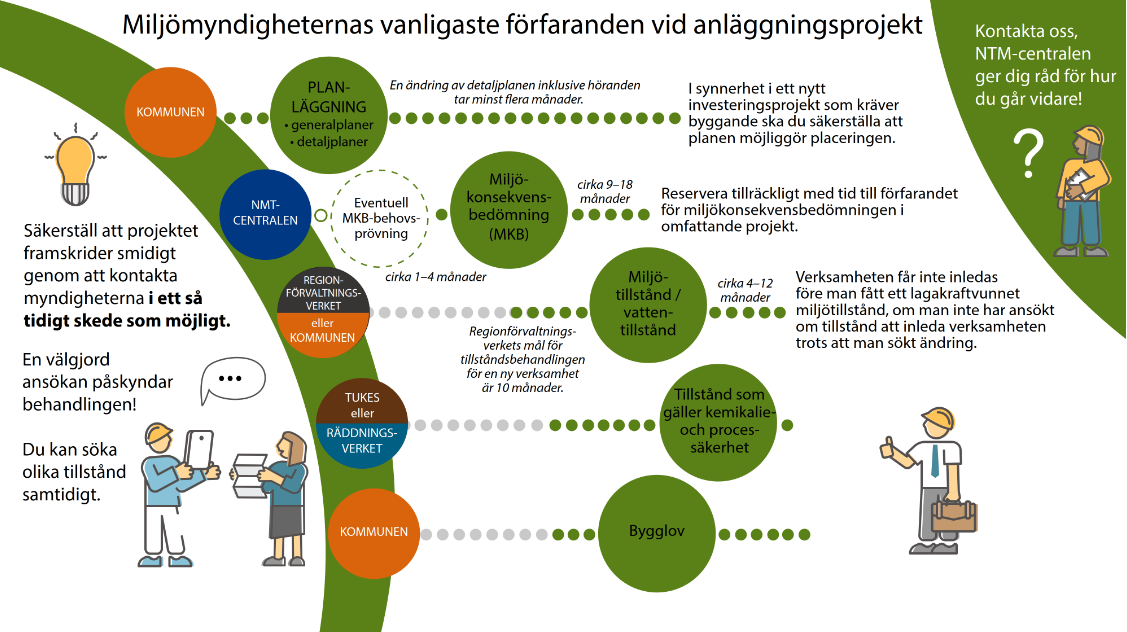 Miljömyndigheternas vanligaste förfaranden vid anläggningsprojekt
Kontakta oss,
NTM-centralen
ger dig råd för hur
du går vidare!
?
KOMMUNEN
PLAN-
LÄGGNING
• generalplaner
• detaljplaner
En ändring av detaljplanen inklusive höranden
tar minst flera månader.
I synnerhet i ett nytt
investeringsprojekt som kräver
byggande ska du säkerställa att
planen möjliggör placeringen.
NMT-
CENTRALEN
Eventuell
MKB-behovs-
prövning
cirka 1–4 månader
Miljö-
konsekvens-
bedömning
(MKB)
cirka 9–18
månader
Reservera tillräckligt med tid till förfarandet
för miljökonsekvensbedömningen i
omfattande projekt.
Säkerställ att projektet
framskrider smidigt
genom att kontakta
myndigheterna i ett så
tidigt skede som möjligt.
REGION-
FÖRVALTNINGS-
VERKET
eller
KOMMUNEN
Regionförvaltnings-
verkets mål för
tillståndsbehandlingen
för en ny verksamhet
är 10 månader.
Miljö-
tillstånd /
vatten-
tillstånd
cirka 4–12
månader
Verksamheten får inte inledas
före man fått ett lagakraftvunnet
miljötillstånd, om man inte har ansökt
om tillstånd att inleda verksamheten
trots att man sökt ändring.
En välgjord
ansökan påskyndar
behandlingen!
Du kan söka
olika tillstånd
samtidigt.
TUKES
eller
RÄDDNINGS-
VERKET
Tillstånd som
gäller kemikalie-
och proces-
säkerhet
KOMMUNEN
Bygglov